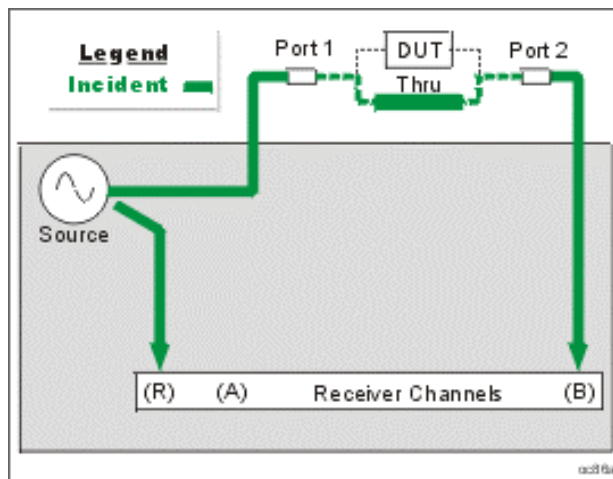 Legend
Incident
Port 1
DUT
Port 2
Thru
Source
(R) (A) Receiver Channels (B)